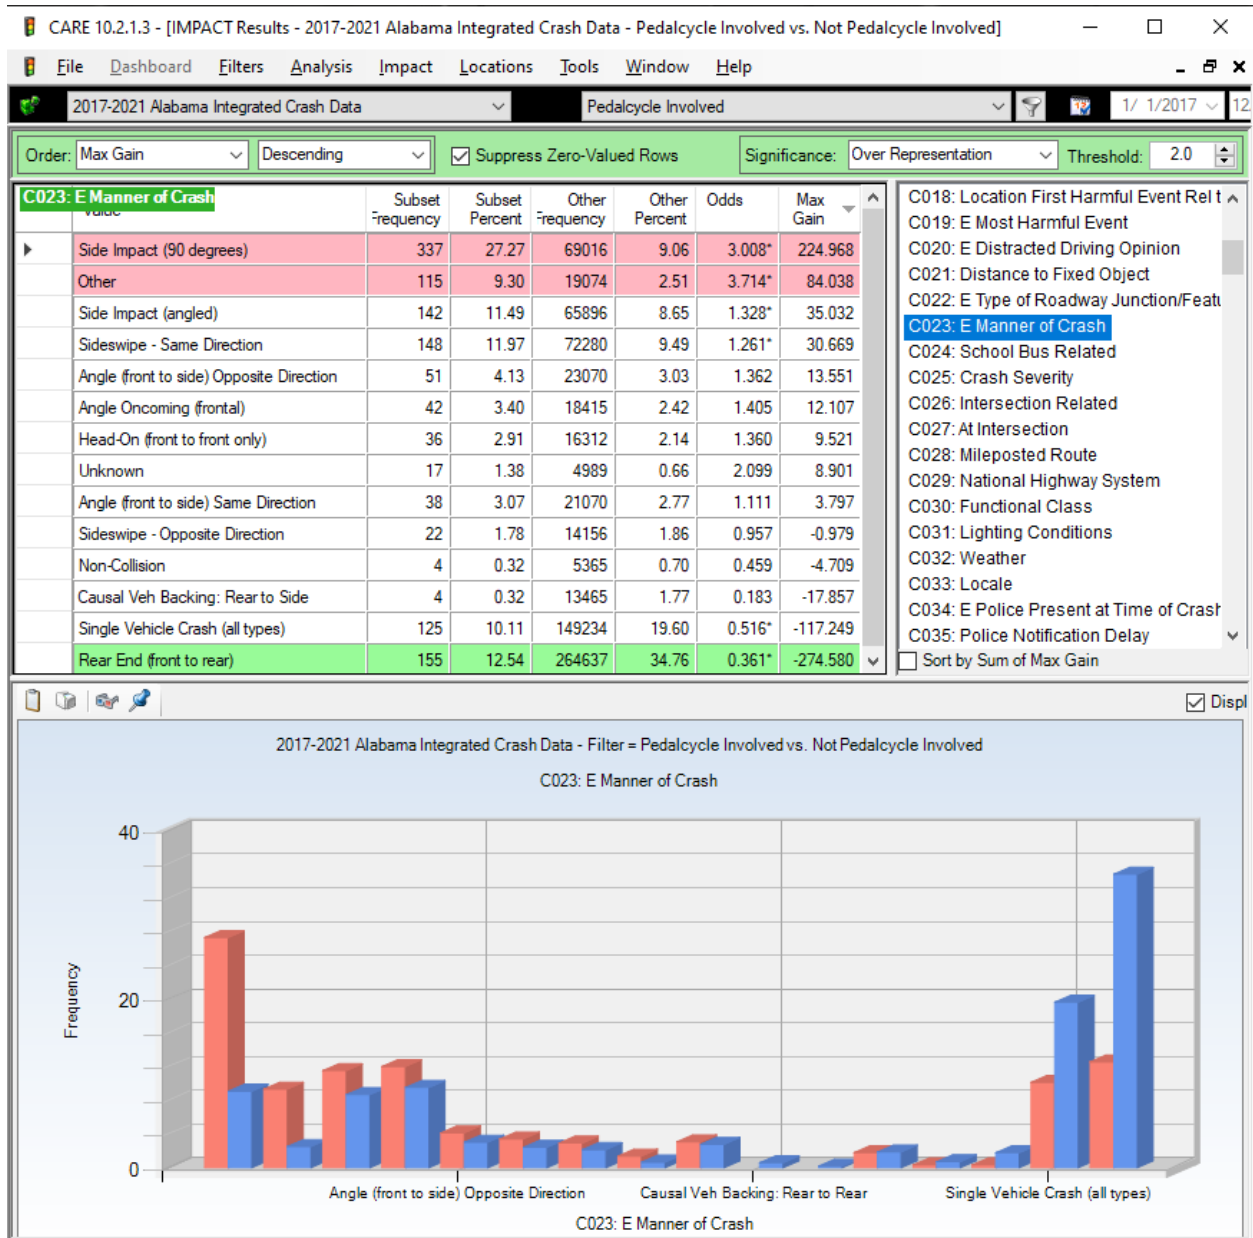 CARE 10.2.1.3 - [IMPACT Results - 2017-2021 Alabama Integrated Crash Data - Pedalcycle Involved vs. Not Pedalcycle Involved]
File Dashboard Filters Analysis Impact Locations Tools Window Help
2017-2021 Alabama Integrated Crash Data Pedalcycle Involved 1/ 1/2017 12
Order: Max Gain Descending Suppress Zero-Valued Rows Significance: Over Representation Threshold: 2.0
C023: E Manner of Crash
Value Subset Frequency Subset Percent Other Frequency Other Percent Odds Max Gain
Side Impact (90 degrees) 337 27.27 69016 9.06 3.008* 224.968
Other 115 9.30 19074 2.51 3.714* 84.038
Side Impact (angled) 142 11.49 65896 8.65 1.328* 35.032
Sideswipe - Same Direction 148 11.97 72280 9.49 1.261* 30.669
Angle (front to side) Opposite Direction 51 4.13 23070 3.03 1.362 13.551
Angle Oncoming (frontal) 42 3.40 18415 2.42 1.405 12.107
Head-On (front to front only) 36 2.91 16312 2.14 1.360 9.521
Unknown 17 1.38 4989 0.66 2.099 8.901
Angle (front to side) Same Direction 38 3.07 21070 2.77 1.111 3.797
Sideswipe - Opposite Direction 22 1.78 14156 1.86 0.957 -0.979
Non-Collision 4 0.32 5365 0.70 0.459 -4.709
Causal Veh Backing: Rear to Side 4 0.32 13465 1.77 0.183 -17.857
Single Vehicle Crash (all types) 125 10.11 149234 19.60 0.516* -117.249
Rear End (front to rear) 155 12.54 264637 34.76 0.361* -274.580
C018: Location First Harmful Event Rel t
C019: E Most Harmful Event
C020: E Distracted Driving Opinion
C021: Distance to Fixed Object
C022: E Type of Roadway Junction/Featu
C023: E Manner of Crash
C024: School Bus Related
C025: Crash Severity
C026: Intersection Related
C027: At Intersection
C028: Mileposted Route
C029: National Highway System
C030: Functional Class
C031: Lighting Conditions
C032: Weather
C033: Locale
C034: E Police Present at Time of Crash
C035: Police Notification Delay
Sort by Sum of Max Gain
Displ
2017-2021 Alabama Integrated Crash Data - Filter = Pedalcycle Involved vs. Not Pedalcycle Involved
C023: E Manner of Crash
40
20
0
Frequency
Angle (front to side) Opposite Direction Causal Veh Backing: Rear to Rear Single Vehicle Crash (all types)
C023: E Manner of Crash